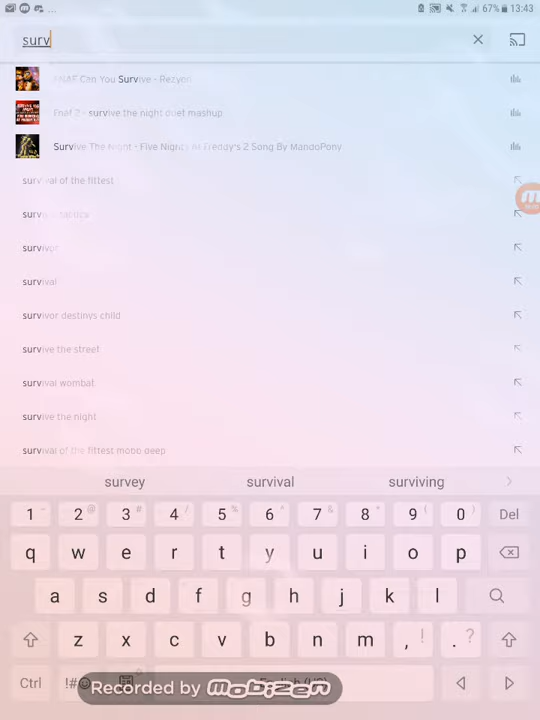 ... 67% 13:43
surv
FNAF Can You Survive - Rezyon
Fnaf 2 - survive the night duet mashup
Survive The Night - Five Nights At Freddy's 2 Song By MandoPony
survival of the fittest
survivor
survival
survivor destinys child
survive the street
survival wombat
survive the night
survival of the fittest mobb deep
survey survival surviving
1 2 @ 3 # 4 / 5 % 6 ^ 7 & 8 * 9 ( 0 ) Del
q w e r t y u i o p
a s d f g h j k l
z x c v b n m , ! . ?
Ctrl !#☺ English (US)
Recorded by mobizen